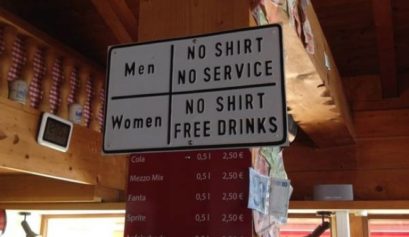 Men NO SHIRT
NO SERVICE
Women NO SHIRT
FREE DRINKS
Cola 0,5 l 2,50 €
Mezzo Mix 0,5 l 2,50 €
Fanta 0,5 l 2,50 €
Sprite 0,5 l 2,50 €